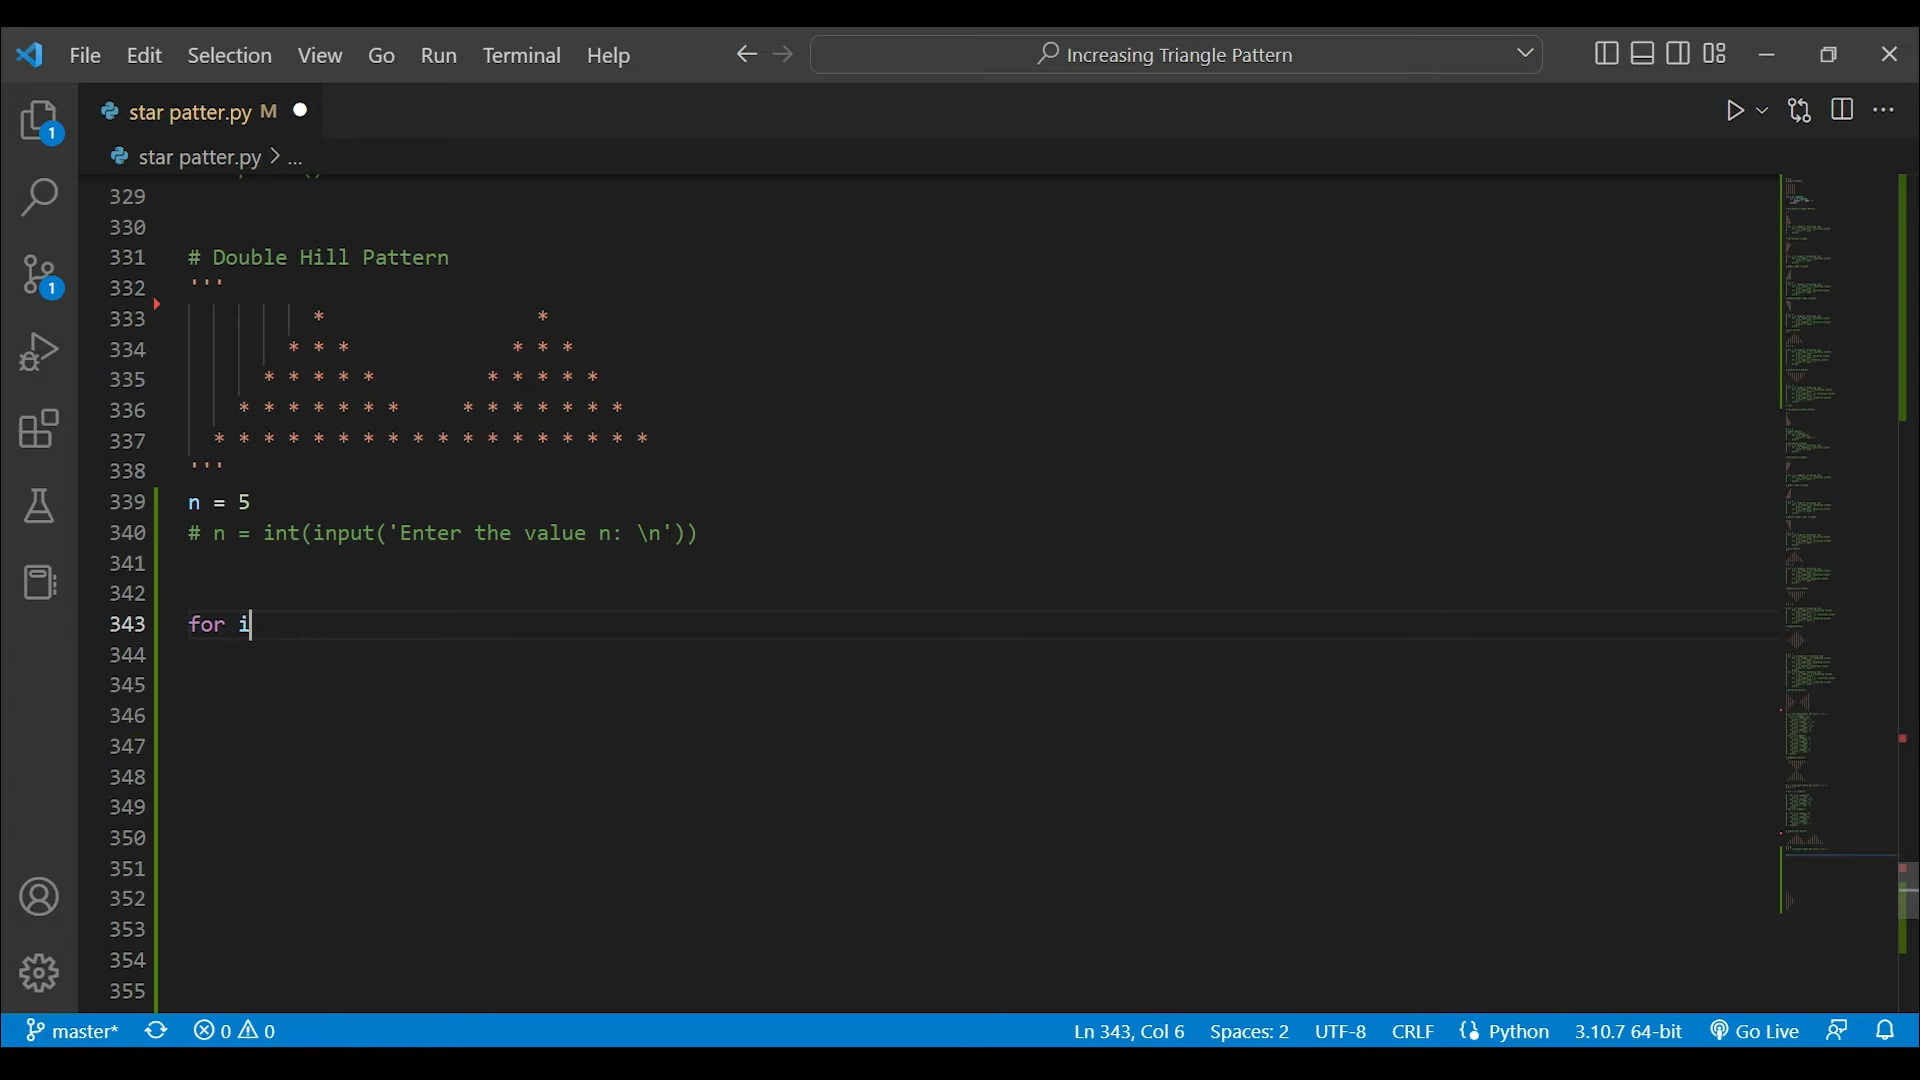 File Edit Selection View Go Run Terminal Help Increasing Triangle Pattern
star patter.py M
star patter.py > ...
329
330
331 # Double Hill Pattern
332 '''
333 * *
334 * * * * * *
335 * * * * * * * * * *
336 * * * * * * * * * * * * * *
337 * * * * * * * * * * * * * * * * * *
338 '''
339 n = 5
340 # n = int(input('Enter the value n: \n'))
341
342
343 for i
344
345
346
347
348
349
350
351
352
353
354
355
1
1
master* 0 0 Ln 343, Col 6 Spaces: 2 UTF-8 CRLF Python 3.10.7 64-bit Go Live